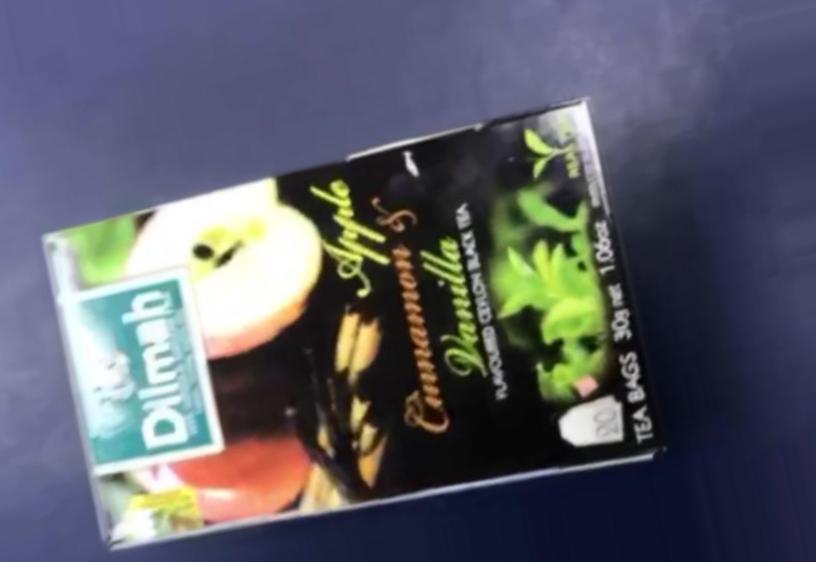 Dilmah
Apple
Cinnamon &
Vanilla
FLAVOURED CEYLON BLACK TEA
20
TEA BAGS 30g net 1.06oz